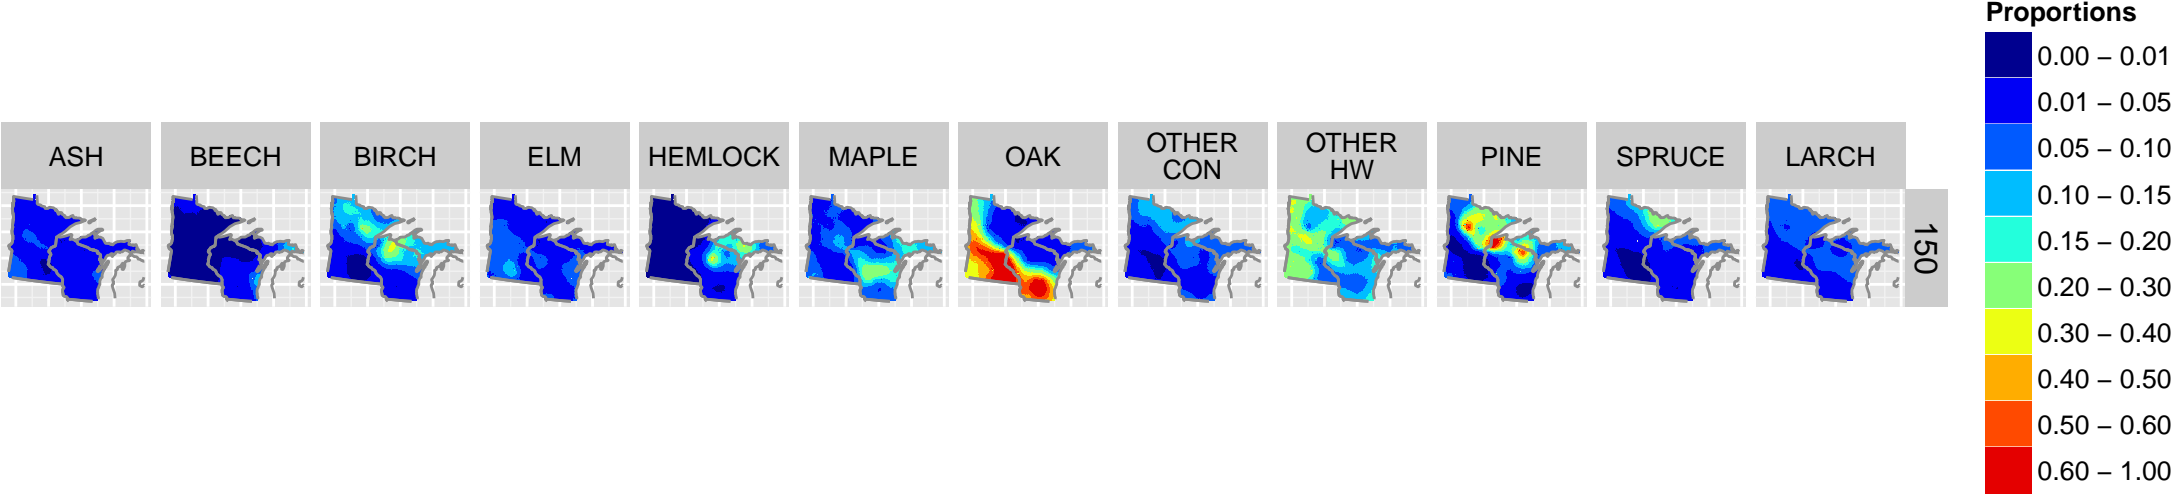 Proportions
0.00 – 0.01
0.01 – 0.05
0.05 – 0.10
0.10 – 0.15
0.15 – 0.20
0.20 – 0.30
0.30 – 0.40
0.40 – 0.50
0.50 – 0.60
0.60 – 1.00
ASH
BEECH
BIRCH
ELM
HEMLOCK
MAPLE
OAK
OTHER
CON
OTHER
HW
PINE
SPRUCE
LARCH
150